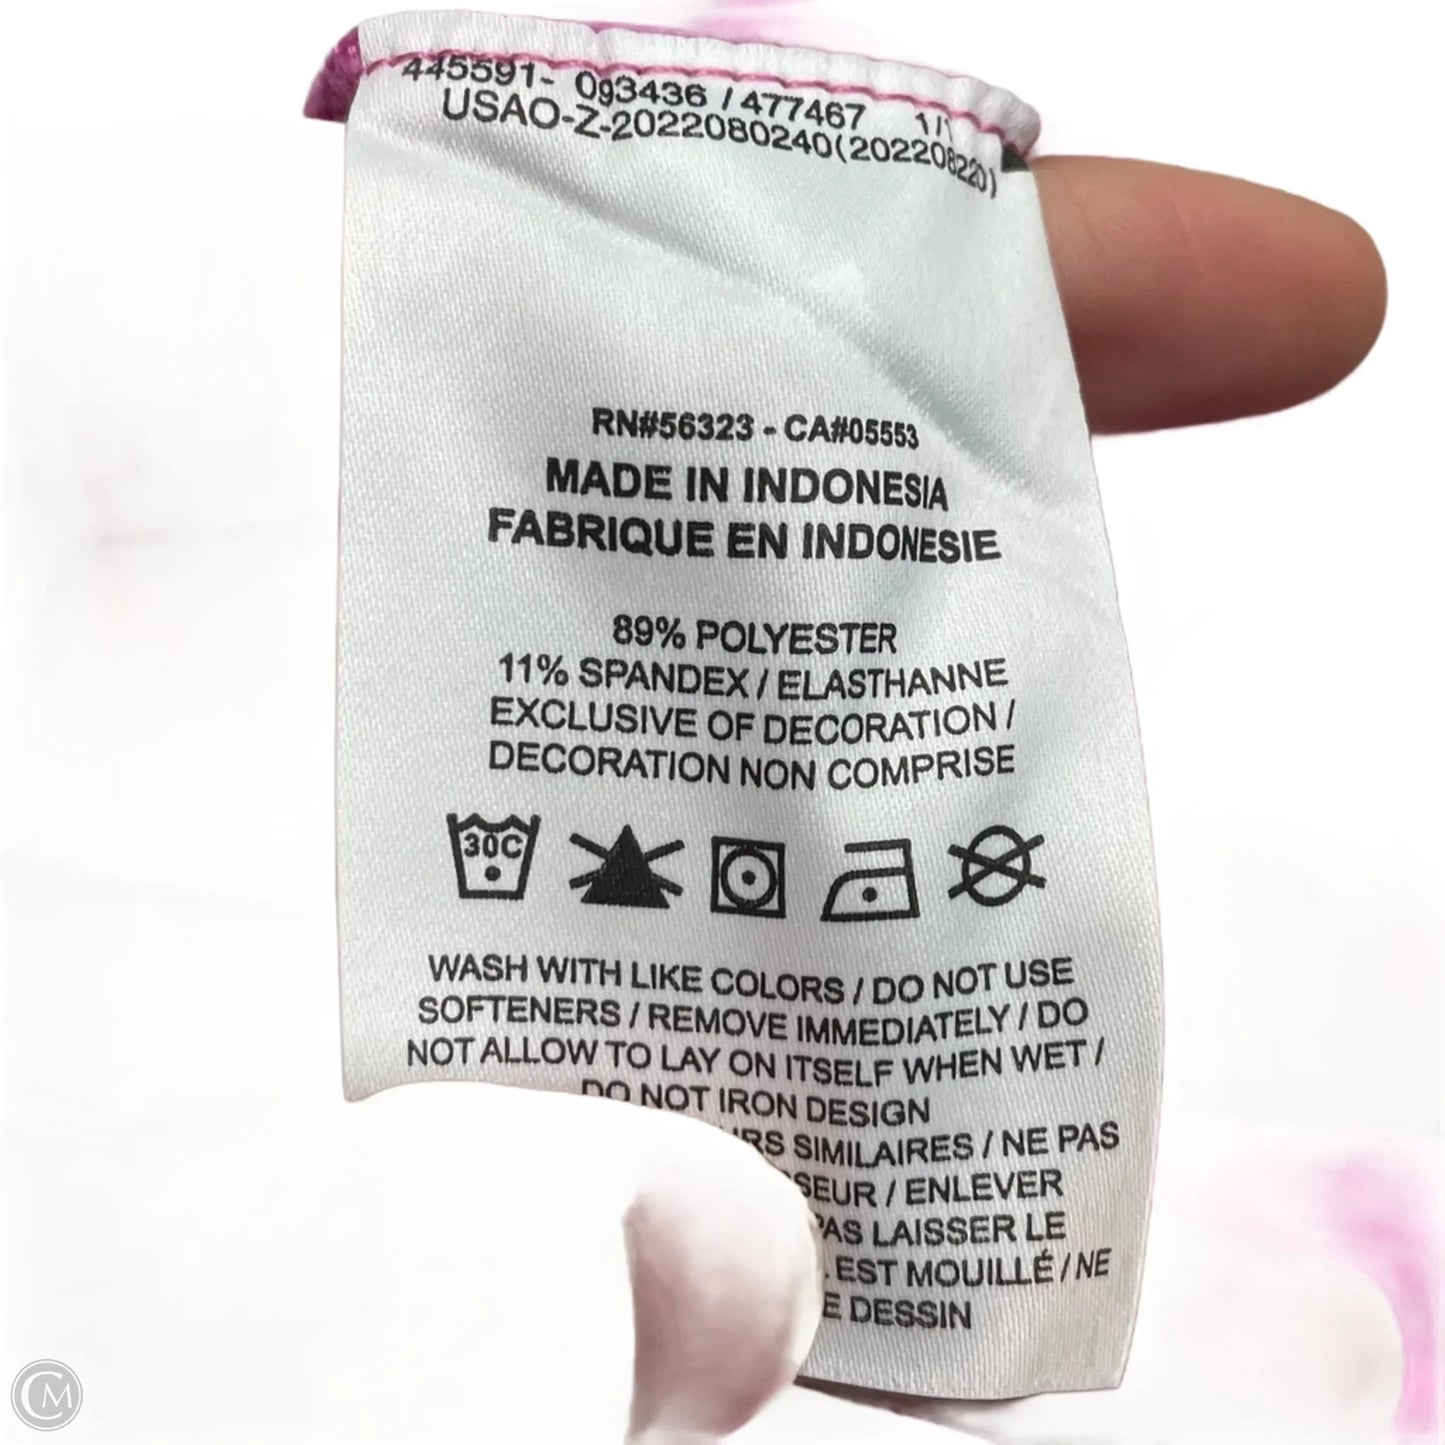 445591- 093436 / 477467 1/1
USAO-Z-2022080240(202208220)
RN#56323 - CA#05553
MADE IN INDONESIA
FABRIQUE EN INDONESIE
89% POLYESTER
11% SPANDEX / ELASTHANNE
EXCLUSIVE OF DECORATION /
DECORATION NON COMPRISE
30C
WASH WITH LIKE COLORS / DO NOT USE
SOFTENERS / REMOVE IMMEDIATELY / DO
NOT ALLOW TO LAY ON ITSELF WHEN WET /
DO NOT IRON DESIGN
SIMILAIRES / NE PAS
/ ENLEVER
PAS LAISSER LE
EST MOUILLÉ / NE
DESSIN
CM